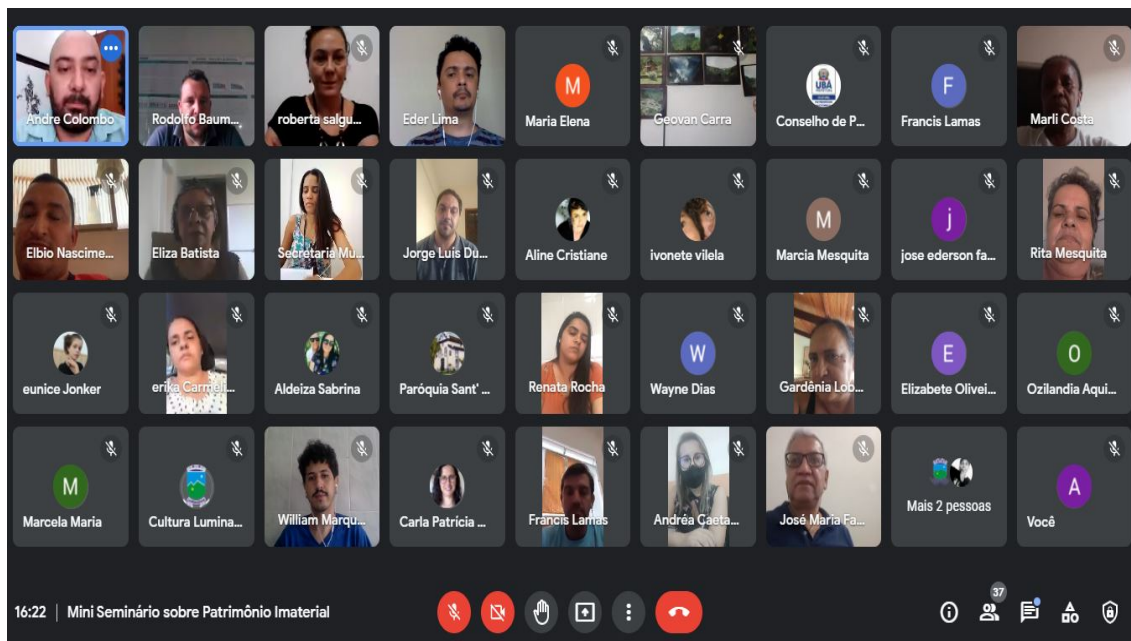 Andre Colombo
Rodolfo Baum...
roberta salgu...
Eder Lima
M
Maria Elena
Geovan Carra
UBÁ
Conselho de P...
F
Francis Lamas
Marli Costa
Elbio Nascime...
Eliza Batista
Secretaria Mu...
Jorge Luis Du...
Aline Cristiane
ivonete vilela
M
Marcia Mesquita
j
jose ederson fa...
Rita Mesquita
eunice Jonker
erika Carmeli...
Aldeiza Sabrina
Paróquia Sant' ...
Renata Rocha
W
Wayne Dias
Gardênia Lob...
E
Elizabete Olivei...
O
Ozilandia Aqui...
M
Marcela Maria
Cultura Lumina...
William Marqu...
Carla Patrícia ...
Francis Lamas
Andréa Caeta...
José Maria Fa...
Mais 2 pessoas
A
Você
16:22 | Mini Seminário sobre Patrimônio Imaterial
37